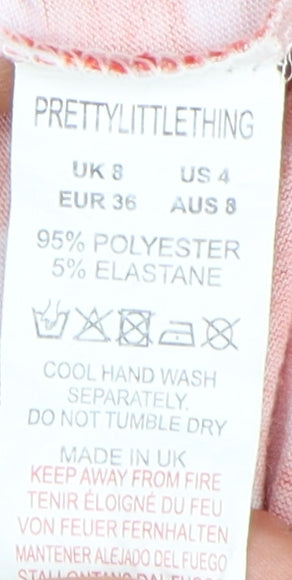 PRETTYLITTLETHING
UK 8 US 4
EUR 36 AUS 8
95% POLYESTER
5% ELASTANE
COOL HAND WASH
SEPARATELY.
DO NOT TUMBLE DRY
MADE IN UK
KEEP AWAY FROM FIRE
TENIR ÉLOIGNÉ DU FEU
VON FEUER FERNHALTEN
MANTENER ALEJADO DEL FUEGO